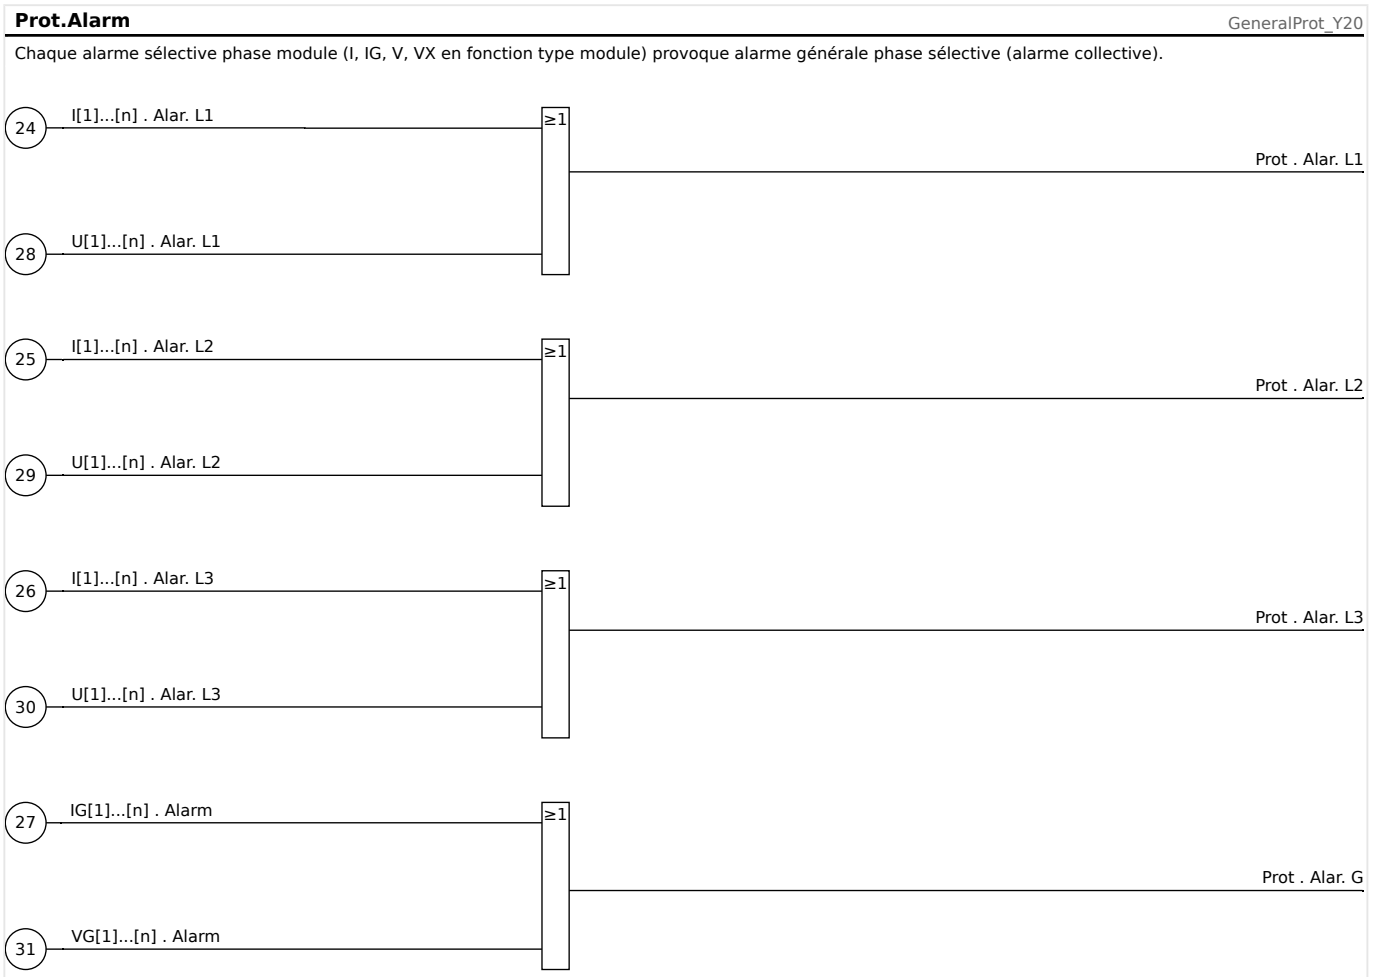 Prot.Alarm GeneralProt_Y20
Chaque alarme sélective phase module (I, IG, V, VX en fonction type module) provoque alarme générale phase sélective (alarme collective).
24 I[1]...[n] . Alar. L1 ≥1
Prot . Alar. L1
28 U[1]...[n] . Alar. L1
25 I[1]...[n] . Alar. L2 ≥1
Prot . Alar. L2
29 U[1]...[n] . Alar. L2
26 I[1]...[n] . Alar. L3 ≥1
Prot . Alar. L3
30 U[1]...[n] . Alar. L3
27 IG[1]...[n] . Alarm ≥1
Prot . Alar. G
31 VG[1]...[n] . Alarm